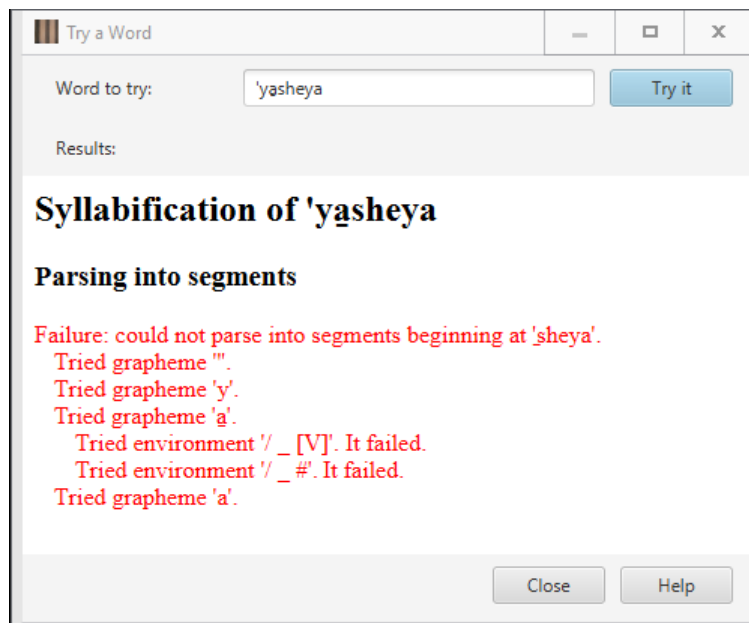 Try a Word
Word to try: 'ya̱sheya Try it
Results:
Syllabification of 'ya̱sheya
Parsing into segments
Failure: could not parse into segments beginning at '̱sheya'.
Tried grapheme '''.
Tried grapheme 'y'.
Tried grapheme 'a̱'.
Tried environment '/ _ [V]'. It failed.
Tried environment '/ _ #'. It failed.
Tried grapheme 'a'.
Close Help